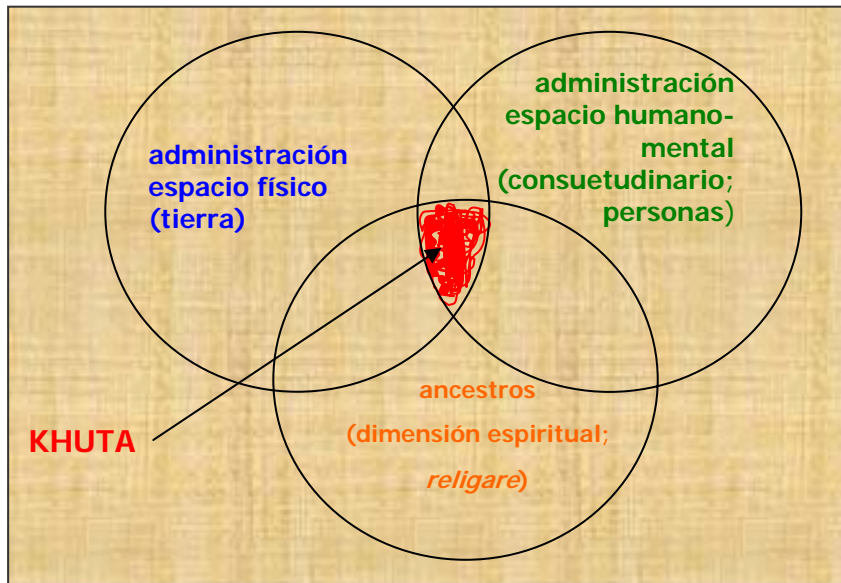 administración
espacio físico
(tierra)
administración
espacio humano-
mental
(consuetudinario;
personas)
ancestros
(dimensión espiritual;
religare)
KHUTA